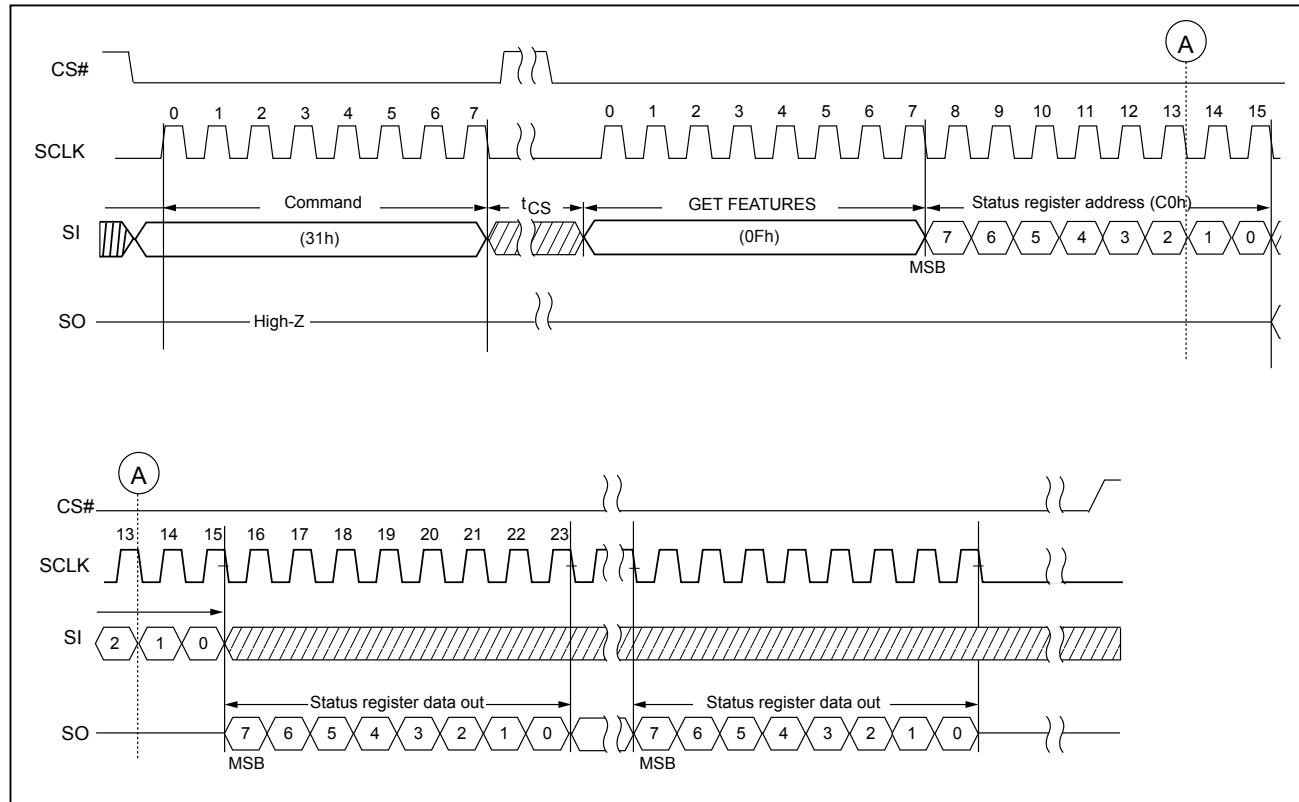 A
CS#
0 1 2 3 4 5 6 7 0 1 2 3 4 5 6 7 8 9 10 11 12 13 14 15
SCLK
Command tCS GET FEATURES Status register address (C0h)
SI (31h) (0Fh) 7 6 5 4 3 2 1 0
MSB
SO High-Z
A
CS#
13 14 15 16 17 18 19 20 21 22 23
SCLK
SI 2 1 0
Status register data out Status register data out
SO 7 6 5 4 3 2 1 0 7 6 5 4 3 2 1 0
MSB MSB